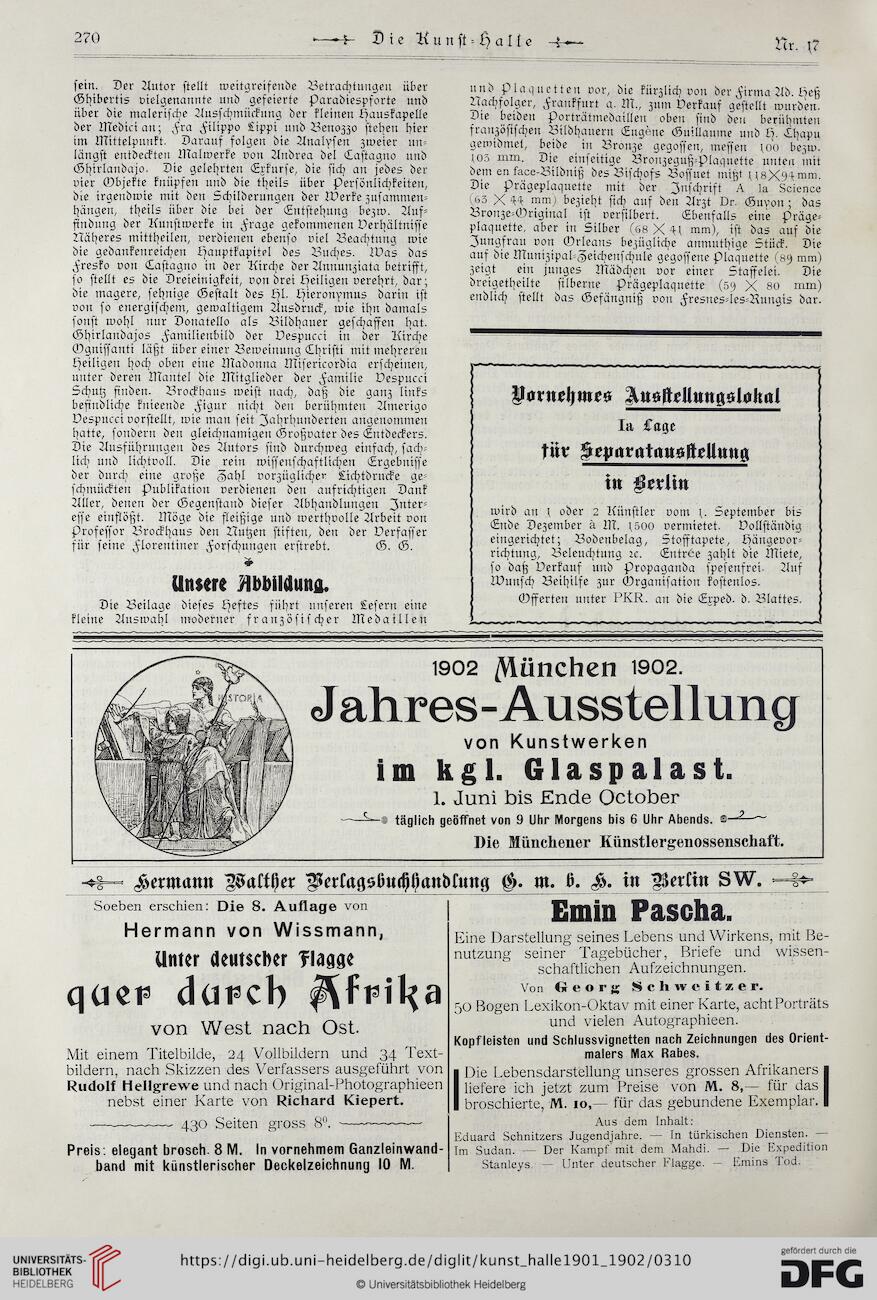 270
Die Kunst-Halle
Nr. 17
sein. Der Autor stellt weitgreifende Betrachtungen über
Ghibertis vielgenannte und gefeierte Paradiespforte und
über die malerische Ausschmückung der kleinen Hauskapelle
der Medici an; Fra Filippo Lippi und Benozzo stehen hier
im Mittelpunkt. Darauf folgen die Analysen zweier un-
längst entdeckten Malwerke von Andrea del Castagno und
Ghirlandajo. Die gelehrten Exkurse, die sich an jedes der
vier Objekte knüpfen und die theils über Persönlichkeiten,
die irgendwie mit den Schilderungen der Werke zusammen-
hängen, theils über die bei der Entstehung bezw. Auf-
findung der Kunstwerke in Frage gekommenen Verhältnisse
Näheres mittheilen, verdienen ebenso viel Beachtung wie
die gedankenreichen Hauptkapitel des Buches. Was das
Fresko von Castagno in der Kirche der Annunziata betrifft,
so stellt es die Dreieinigkeit, von drei Heiligen verehrt, dar;
die magere, sehnige Gestalt des Hl. Hieronymus darin ist
von so energischem, gewaltigem Ausdruck, wie ihn damals
sonst wohl nur Donatello als Bildhauer geschaffen hat.
Ghirlandajos Familienbild der Vespucci in der Kirche
Ognissanti läßt über einer Beweinung Christi mit mehreren
Heiligen hoch oben eine Madonna Misericordia erscheinen,
unter deren Mantel die Mitglieder der Familie Vespucci
Schutz finden. Brockhaus weist nach, daß die ganz links
befindliche knieende Figur nicht den berühmten Amerigo
Vespucci vorstellt, wie man seit Jahrhunderten angenommen
hatte, sondern den gleichnamigen Großvater des Entdeckers.
Die Ausführungen des Autors sind durchweg einfach, sach-
lich und lichtvoll. Die rein wissenschaftlichen Ergebnisse
der durch eine große Zahl vorzüglicher Lichtdrucke ge-
schmückten Publikation verdienen den aufrichtigen Dank
Aller, denen der Gegenstand dieser Abhandlungen Inter-
esse einflößt. Möge die fleißige und werthvolle Arbeit von
Professor Brockhaus den Nutzen stiften, den der Verfasser
für seine Florentiner Forschungen erstrebt. G. G.
Unsere Abbildung.
Die Beilage dieses Heftes führt unseren Lesern eine
kleine Auswahl moderner französischer Medaillen
und Plaquetten vor, die kürzlich von der Firma Ad. Heß
Nachfolger, Frankfurt a. M., zum Verkauf gestellt wurden.
Die beiden Porträtmedaillen oben sind den berühmten
französischen Bildhauern Eugène Guillaume und H. Chapu
gewidmet, beide in Bronze gegossen, messen 100 bezw.
105 mm. Die einseitige Bronzeguß-Plaquette unten mit
dem en face-Bildniß des Bischofs Bossuet mißt 118×94 mm.
Die Prägeplaquette mit der Inschrift A la Science
(63 × 44 mm) bezieht sich auf den Arzt Dr. Guyon; das
Bronze-Original ist versilbert. Ebenfalls eine Präge-
plaquette, aber in Silber (68 × 41 mm), ist das auf die
Jungfrau von Orleans bezügliche anmuthige Stück. Die
auf die Munizipal-Zeichenschule gegossene Plaquette (89 mm)
zeigt ein junges Mädchen vor einer Staffelei. Die
dreigetheilte silberne Prägeplaquette (59 × 80 mm)
endlich stellt das Gefängniß von Fresnes-les-Rungis dar.
Vornehmes Ausstellungslokal
Ia Lage
für Separatausstellung
in Berlin
wird an 1 oder 2 Künstler vom 1. September bis
Ende Dezember à M. 1500 vermietet. Vollständig
eingerichtet; Bodenbelag, Stofftapete, Hängevor-
richtung, Beleuchtung ꝛc. Entrée zahlt die Miete,
so daß Verkauf und Propaganda spesenfrei. Auf
Wunsch Beihilfe zur Organisation kostenlos.
Offerten unter PKR. an die Exped. d. Blattes.
STORIA
1902 München 1902.
Jahres-Ausstellung
von Kunstwerken
im kgl. Glaspalast.
1. Juni bis Ende October
täglich geöffnet von 9 Uhr Morgens bis 6 Uhr Abends.
Die Münchener Künstlergenossenschaft.
Hermann Walther Verlagsbuchhandlung G. m. b. H. in Berlin SW.
Soeben erschien: Die 8. Auflage von
Hermann von Wissmann,
Unter deutscher Flagge
quer durch Afrika
von West nach Ost.
Mit einem Titelbilde, 24 Vollbildern und 34 Text-
bildern, nach Skizzen des Verfassers ausgeführt von
Rudolf Hellgrewe und nach Original-Photographieen
nebst einer Karte von Richard Kiepert.
430 Seiten gross 8⁰.
Preis: elegant brosch. 8 M. In vornehmem Ganzleinwand-
band mit künstlerischer Deckelzeichnung 10 M.
Emin Pascha.
Eine Darstellung seines Lebens und Wirkens, mit Be-
nutzung seiner Tagebücher, Briefe und wissen-
schaftlichen Aufzeichnungen.
Von Georg Schweitzer.
50 Bogen Lexikon-Oktav mit einer Karte, acht Porträts
und vielen Autographieen.
Kopfleisten und Schlussvignetten nach Zeichnungen des Orient-
malers Max Rabes.
Die Lebensdarstellung unseres grossen Afrikaners
liefere ich jetzt zum Preise von M. 8,— für das
broschierte, M. 10,— für das gebundene Exemplar.
Aus dem Inhalt:
Eduard Schnitzers Jugendjahre. — In türkischen Diensten. —
Im Sudan. — Der Kampf mit dem Mahdi. — Die Expedition
Stanleys. — Unter deutscher Flagge. — Emins Tod.
UNIVERSITÄTS-
BIBLIOTHEK
HEIDELBERG
https://digi.ub.uni-heidelberg.de/diglit/kunst_halle1901_1902/0310
© Universitätsbibliothek Heidelberg
gefördert durch die
DFG